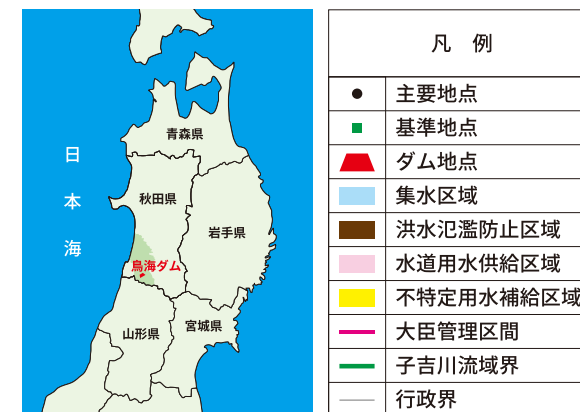 青森県
日本海
秋田県
岩手県
鳥海ダム
山形県
宮城県
凡 例
主要地点
基準地点
ダム地点
集水区域
洪水氾濫防止区域
水道用水供給区域
不特定用水補給区域
大臣管理区間
子吉川流域界
行政界